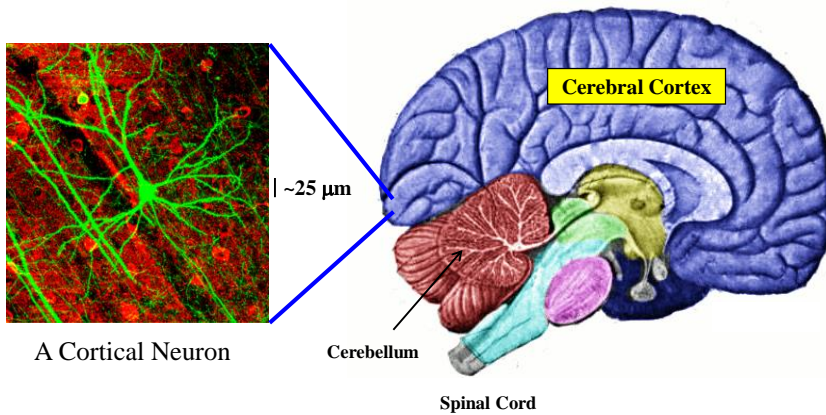 Cerebral Cortex
~25 μm
A Cortical Neuron
Cerebellum
Spinal Cord